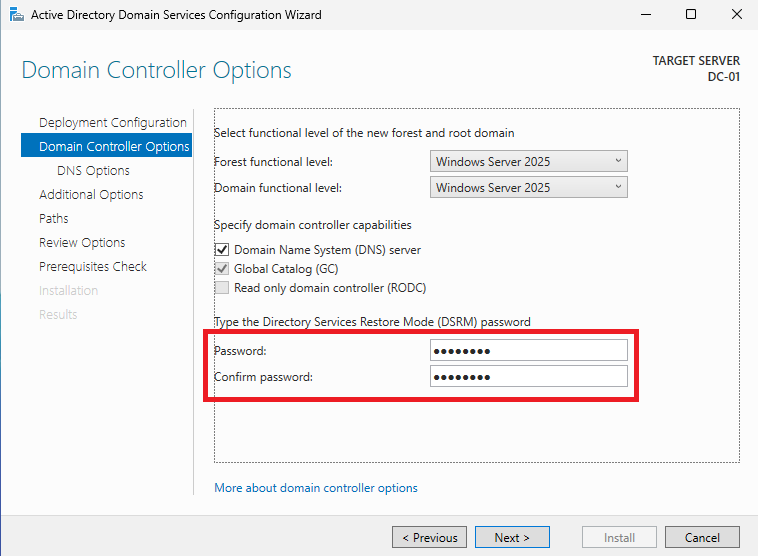 Active Directory Domain Services Configuration Wizard
Domain Controller Options
TARGET SERVER
DC-01
Deployment Configuration
Domain Controller Options
DNS Options
Additional Options
Paths
Review Options
Prerequisites Check
Installation
Results
Select functional level of the new forest and root domain
Forest functional level: Windows Server 2025
Domain functional level: Windows Server 2025
Specify domain controller capabilities
Domain Name System (DNS) server
Global Catalog (GC)
Read only domain controller (RODC)
Type the Directory Services Restore Mode (DSRM) password
Password: ●●●●●●●●
Confirm password: ●●●●●●●●
More about domain controller options
< Previous Next > Install Cancel